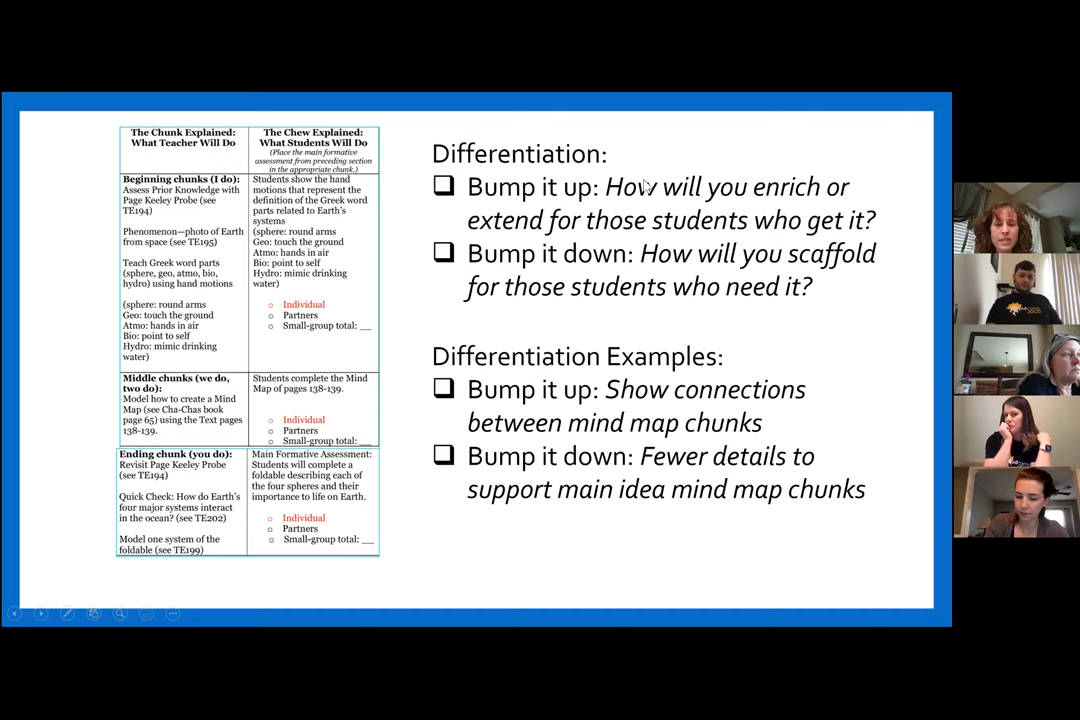 The Chunk Explained:
What Teacher Will Do
The Chew Explained:
What Students Will Do
(Place the main formative
assessment from preceding section
in the appropriate chunk.)
Beginning chunks (I do):
Assess Prior Knowledge with
Page Keeley Probe (see
TE194)
Phenomenon—photo of Earth
from space (see TE195)
Teach Greek word parts
(sphere, geo, atmo, bio,
hydro) using hand motions
(sphere: round arms
Geo: touch the ground
Atmo: hands in air
Bio: point to self
Hydro: mimic drinking
water)
Students show the hand
motions that represent the
definition of the Greek word
parts related to Earth's
systems
(sphere: round arms
Geo: touch the ground
Atmo: hands in air
Bio: point to self
Hydro: mimic drinking
water)
o Individual
o Partners
o Small-group total: __
Middle chunks (we do,
two do):
Model how to create a Mind
Map (see Cha-Chas book
page 65) using the Text pages
138-139.
Students complete the Mind
Map of pages 138-139.
o Individual
o Partners
o Small-group total: __
Ending chunk (you do):
Revisit Page Keeley Probe
(see TE194)
Quick Check: How do Earth's
four major systems interact
in the ocean? (see TE202)
Model one system of the
foldable (see TE199)
Main Formative Assessment:
Students will complete a
foldable describing each of
the four spheres and their
importance to life on Earth.
o Individual
o Partners
o Small-group total: __
Differentiation:
❑ Bump it up: How will you enrich or
extend for those students who get it?
❑ Bump it down: How will you scaffold
for those students who need it?
Differentiation Examples:
❑ Bump it up: Show connections
between mind map chunks
❑ Bump it down: Fewer details to
support main idea mind map chunks